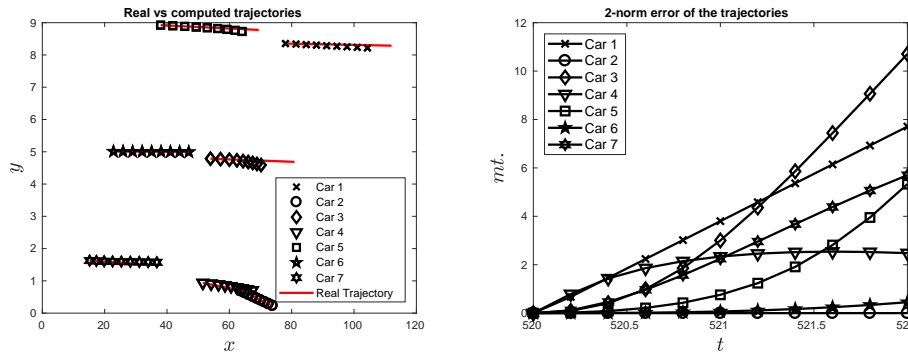 Real vs computed trajectories
9
8
7
6
5
4
3
2
1
0
0 20 40 60 80 100 120
y
x
Car 1
Car 2
Car 3
Car 4
Car 5
Car 6
Car 7
Real Trajectory
2-norm error of the trajectories
12
10
8
6
4
2
0
520 520.5 521 521.5 52
mt.
t
Car 1
Car 2
Car 3
Car 4
Car 5
Car 6
Car 7